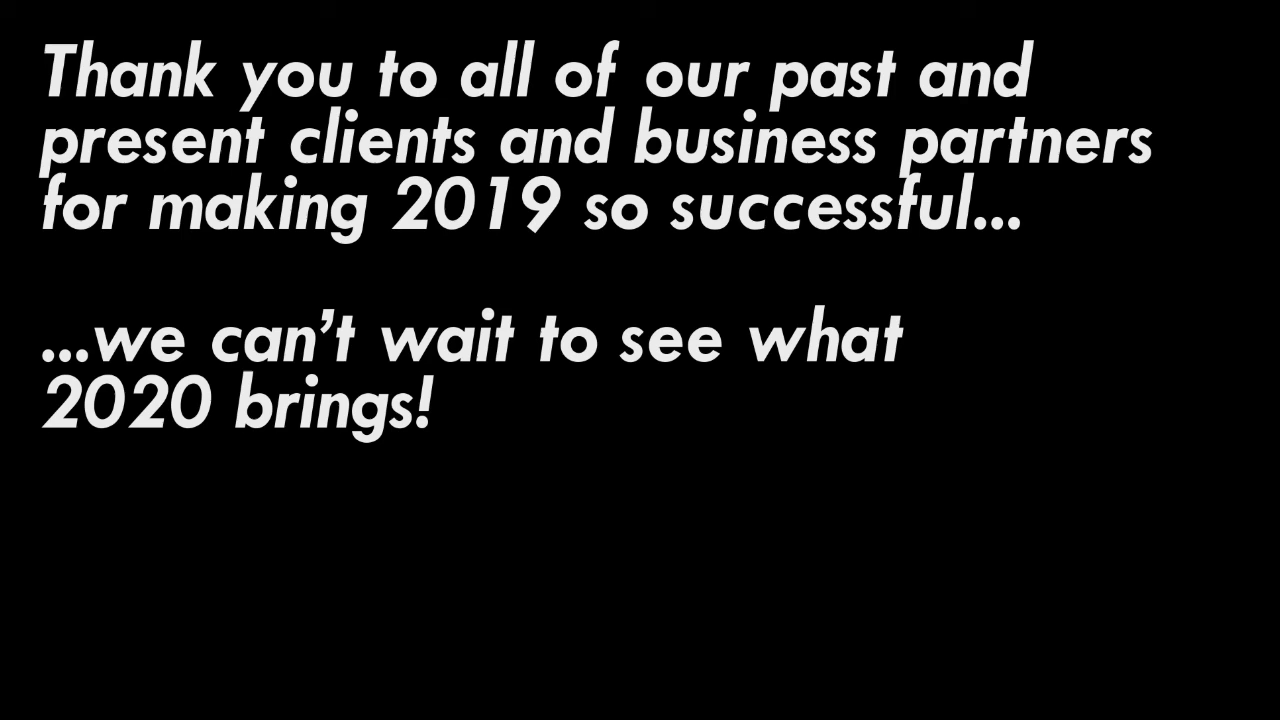 Thank you to all of our past and
present clients and business partners
for making 2019 so successful...
...we can’t wait to see what
2020 brings!